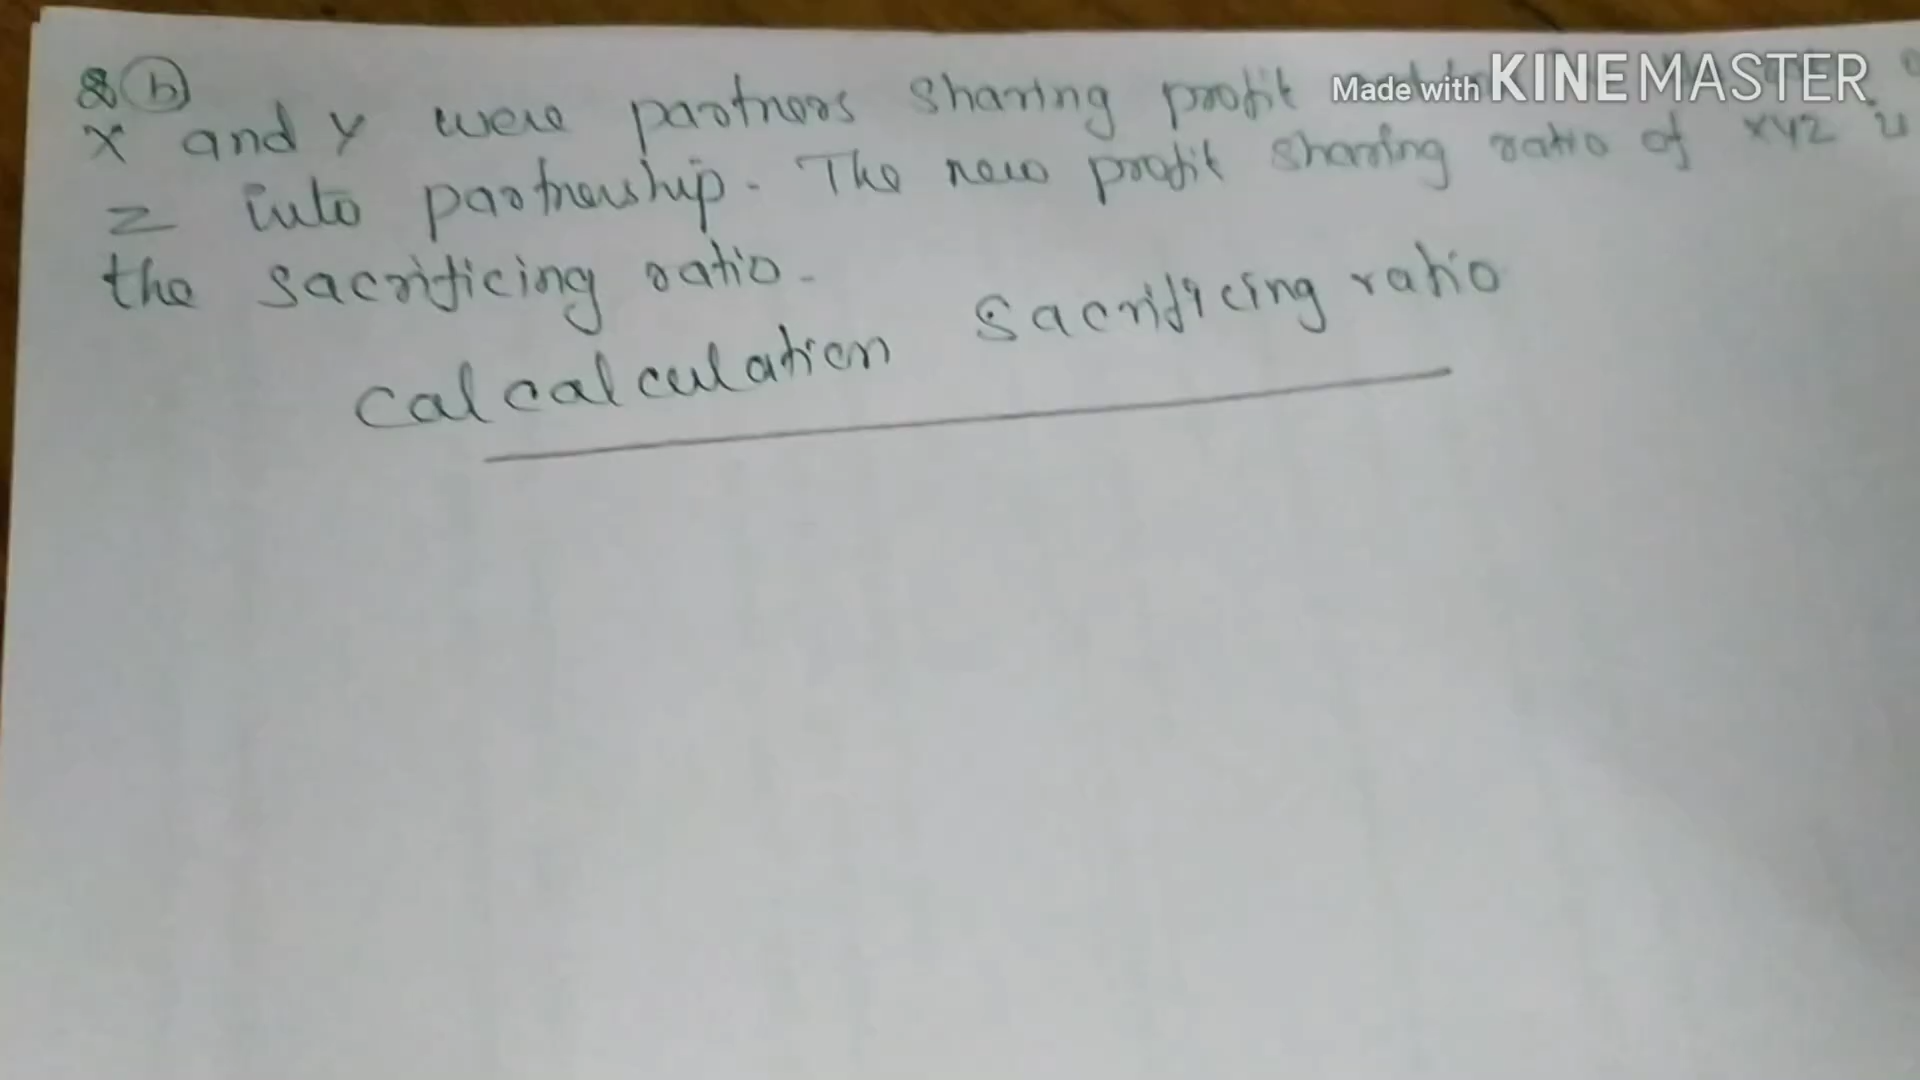 Q (b)
X and Y were partners sharing profit
Made with KINEMASTER
Z into partnership. The new profit sharing ratio of XYZ is
the sacrificing ratio.
calcalculation sacrificing ratio